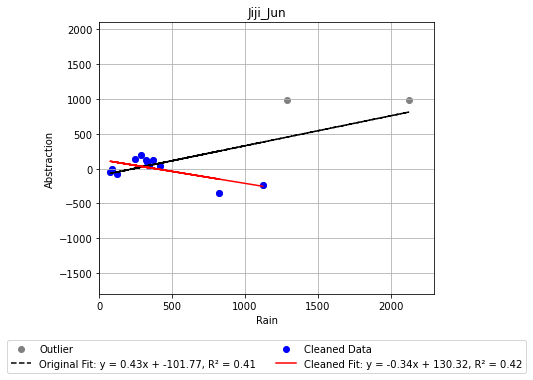 Jiji_Jun
2000
1500
1000
500
0
−500
−1000
−1500
Abstraction
0 500 1000 1500 2000
Rain
Outlier Cleaned Data
Original Fit: y = 0.43x + -101.77, R² = 0.41 Cleaned Fit: y = -0.34x + 130.32, R² = 0.42